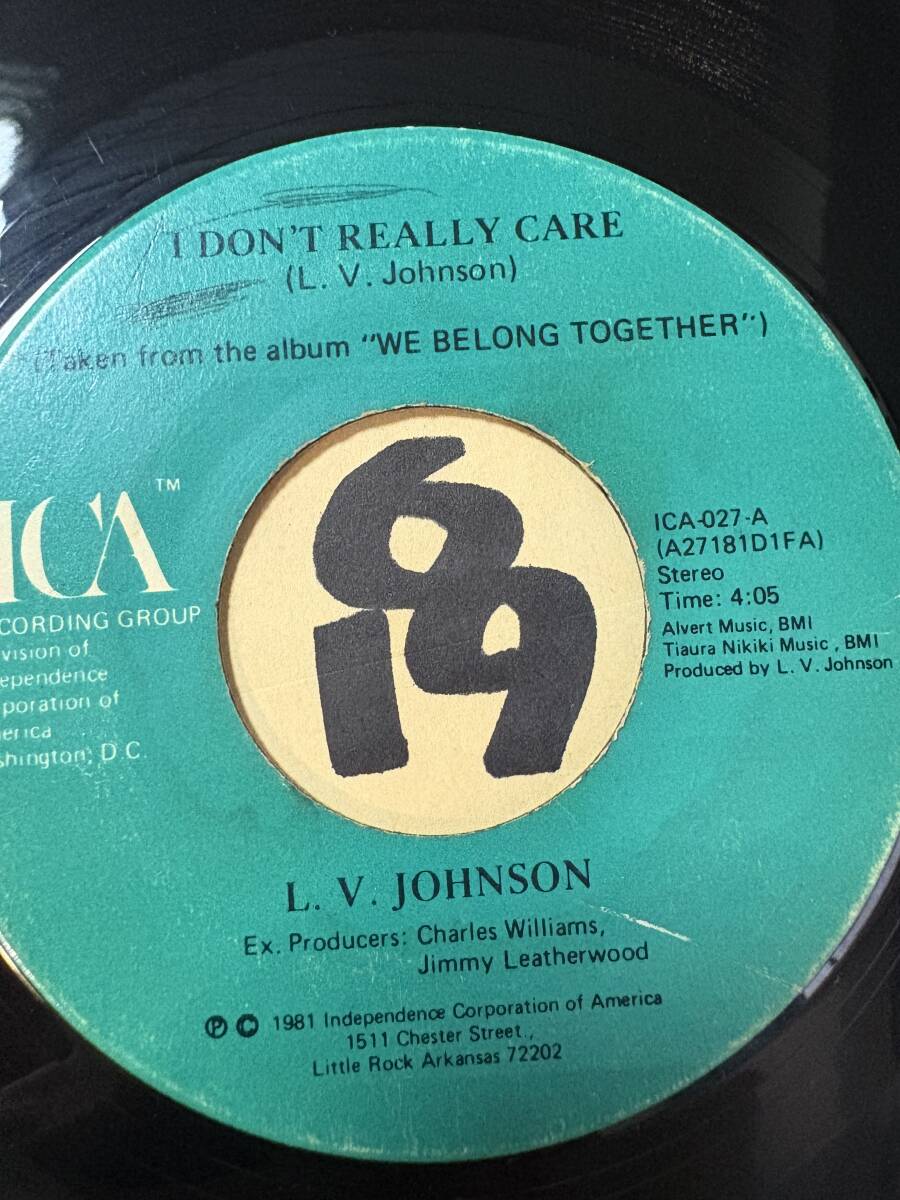 I DON'T REALLY CARE
(L. V. Johnson)
(Taken from the album "WE BELONG TOGETHER")
ICA™
CORDING GROUP
vision of
ependence
poration of
erica
shington, D.C.
ICA-027-A
(A27181D1FA)
Stereo
Time: 4:05
Alvert Music, BMI
Tiaura Nikiki Music, BMI
Produced by L. V. Johnson
L. V. JOHNSON
Ex. Producers: Charles Williams,
Jimmy Leatherwood
℗ © 1981 Independence Corporation of America
1511 Chester Street.,
Little Rock Arkansas 72202